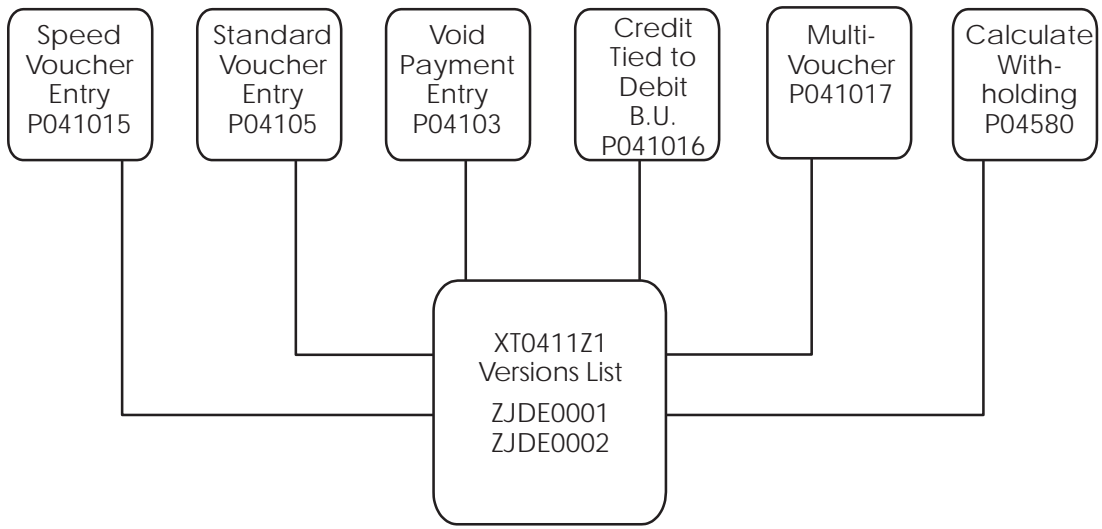 Speed
Voucher
Entry
P041015
Standard
Voucher
Entry
P04105
Void
Payment
Entry
P04103
Credit
Tied to
Debit
B.U.
P041016
Multi-
Voucher
P041017
Calculate
With-
holding
P04580
XT0411Z1
Versions List
ZJDE0001
ZJDE0002